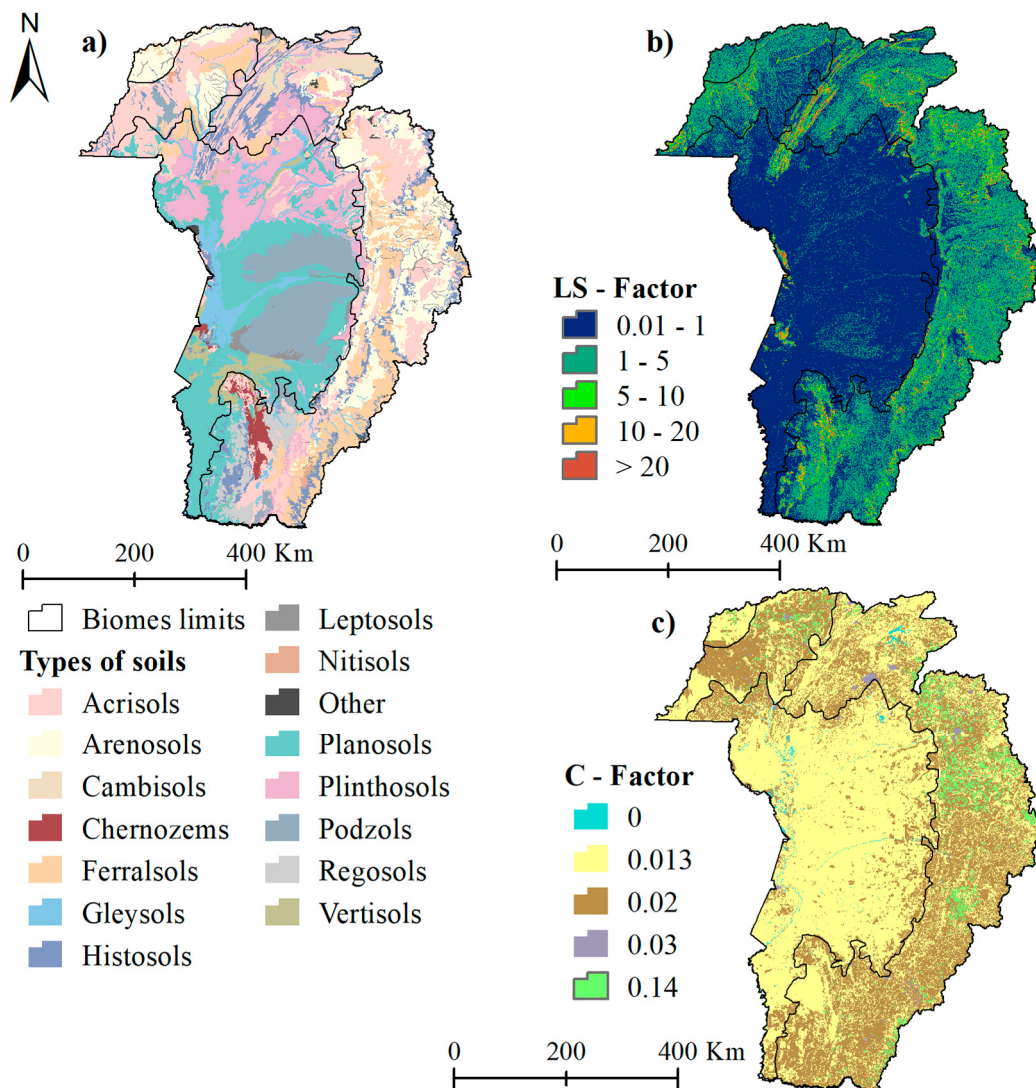 N
a)
b)
LS - Factor
0.01 - 1
1 - 5
5 - 10
10 - 20
> 20
0 200 400 Km
0 200 400 Km
Biomes limits
Types of soils
Acrisols
Arenosols
Cambisols
Chernozems
Ferralsols
Gleysols
Histosols
Leptosols
Nitisols
Other
Planosols
Plinthosols
Podzols
Regosols
Vertisols
c)
C - Factor
0
0.013
0.02
0.03
0.14
0 200 400 Km